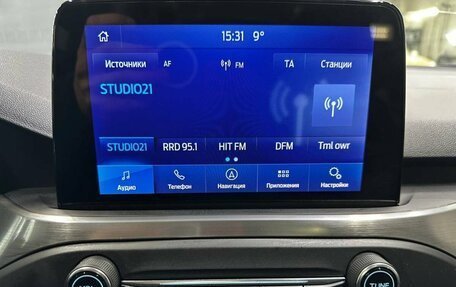 15:31 9°
Источники AF FM TA Станции
STUDIO21
STUDIO21 RRD 95.1 HIT FM DFM Tml owr
Аудио Телефон Навигация Приложения Настройки
VOL TUNE